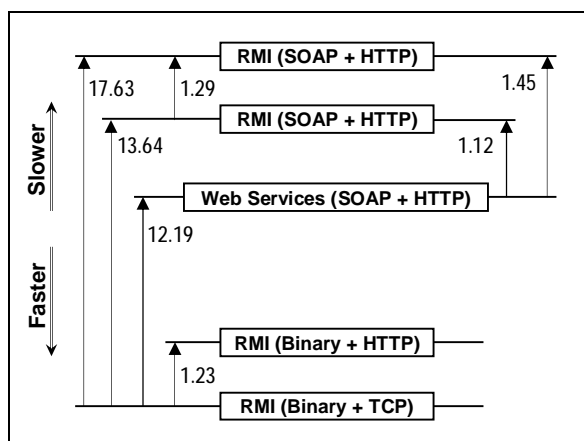 RMI (SOAP + HTTP)
17.63
1.29
1.45
RMI (SOAP + HTTP)
13.64
1.12
Slower
Web Services (SOAP + HTTP)
12.19
Faster
RMI (Binary + HTTP)
1.23
RMI (Binary + TCP)